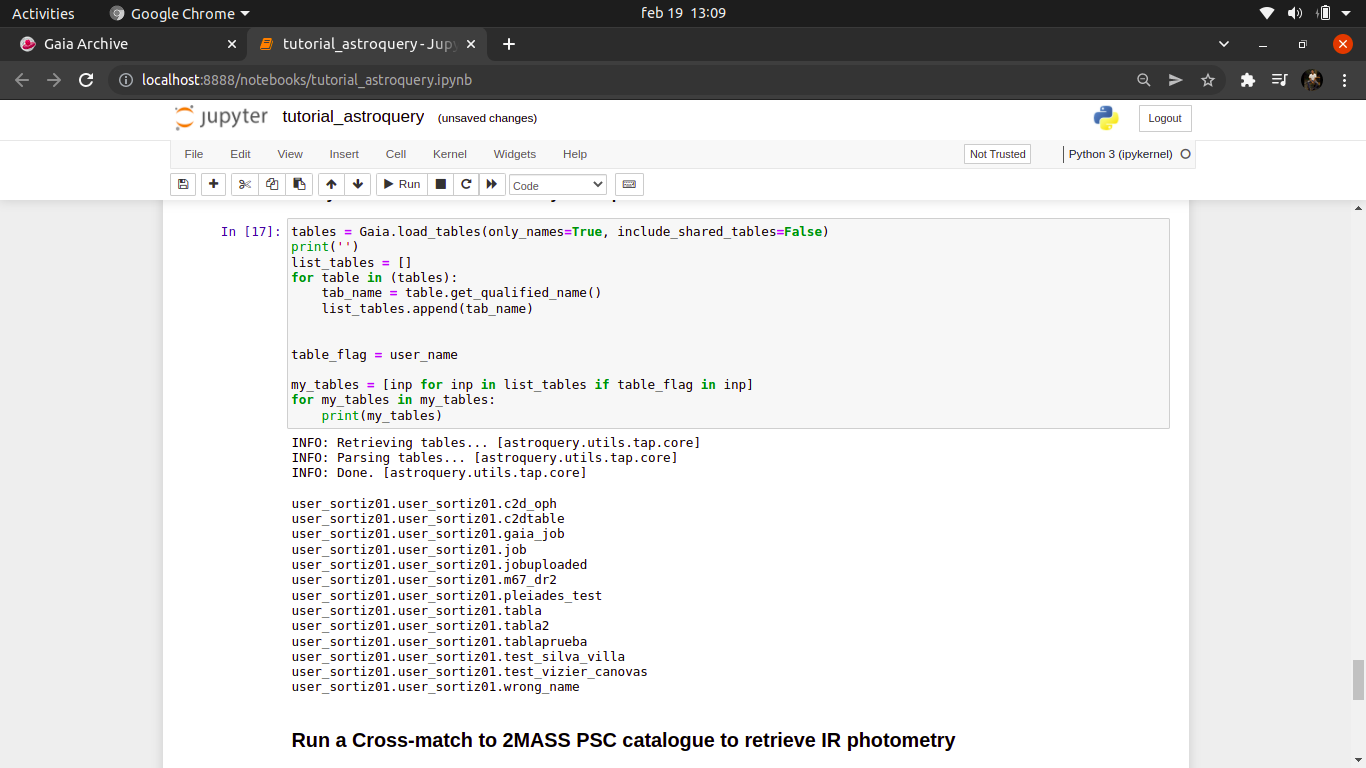 Activities Google Chrome feb 19 13:09
Gaia Archive tutorial_astroquery - Jupy
localhost:8888/notebooks/tutorial_astroquery.ipynb
jupyter tutorial_astroquery (unsaved changes) Logout
File Edit View Insert Cell Kernel Widgets Help Not Trusted Python 3 (ipykernel)
Run Code
In [17]: tables = Gaia.load_tables(only_names=True, include_shared_tables=False)
print('')
list_tables = []
for table in (tables):
    tab_name = table.get_qualified_name()
    list_tables.append(tab_name)
table_flag = user_name
my_tables = [inp for inp in list_tables if table_flag in inp]
for my_tables in my_tables:
    print(my_tables)
INFO: Retrieving tables... [astroquery.utils.tap.core]
INFO: Parsing tables... [astroquery.utils.tap.core]
INFO: Done. [astroquery.utils.tap.core]
user_sortiz01.user_sortiz01.c2d_oph
user_sortiz01.user_sortiz01.c2dtable
user_sortiz01.user_sortiz01.gaia_job
user_sortiz01.user_sortiz01.job
user_sortiz01.user_sortiz01.jobuploaded
user_sortiz01.user_sortiz01.m67_dr2
user_sortiz01.user_sortiz01.pleiades_test
user_sortiz01.user_sortiz01.tabla
user_sortiz01.user_sortiz01.tabla2
user_sortiz01.user_sortiz01.tablaprueba
user_sortiz01.user_sortiz01.test_silva_villa
user_sortiz01.user_sortiz01.test_vizier_canovas
user_sortiz01.user_sortiz01.wrong_name
Run a Cross-match to 2MASS PSC catalogue to retrieve IR photometry